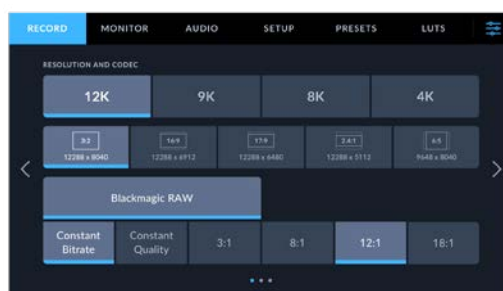 RECORD MONITOR AUDIO SETUP PRESETS LUTS
RESOLUTION AND CODEC
12K 9K 8K 4K
3:2 16:9 17:9 2.4:1 6:5
12288 x 8040 12288 x 6912 12288 x 6480 12288 x 5112 9648 x 8040
Blackmagic RAW
Constant Bitrate Constant Quality 3:1 8:1 12:1 18:1